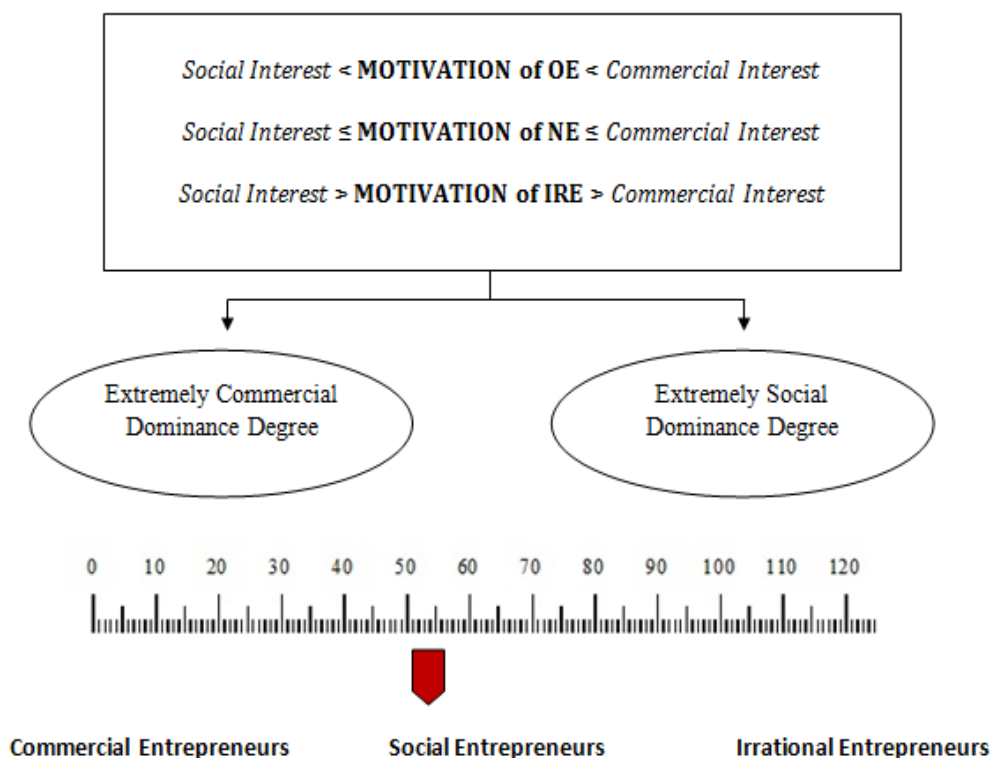 Social Interest < MOTIVATION of OE < Commercial Interest
Social Interest ≤ MOTIVATION of NE ≤ Commercial Interest
Social Interest > MOTIVATION of IRE > Commercial Interest
Extremely Commercial
Dominance Degree
Extremely Social
Dominance Degree
0 10 20 30 40 50 60 70 80 90 100 110 120
Commercial Entrepreneurs Social Entrepreneurs Irrational Entrepreneurs